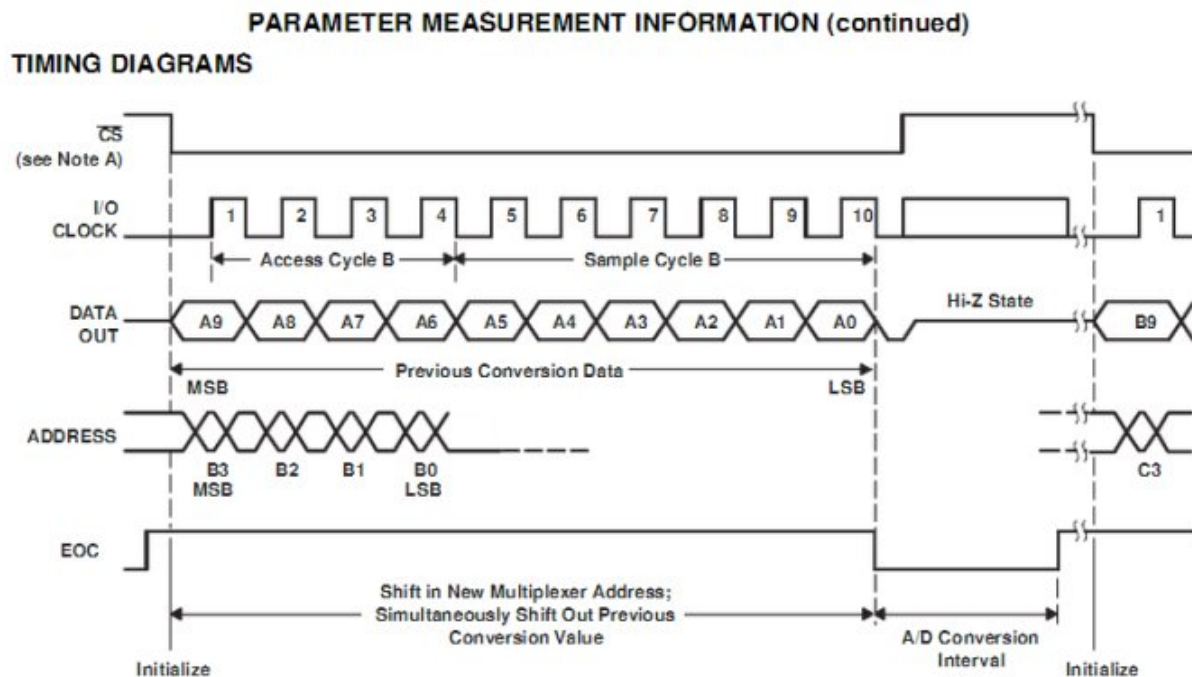 PARAMETER MEASUREMENT INFORMATION (continued)
TIMING DIAGRAMS
CS
(see Note A)
I/O
CLOCK
1 2 3 4 5 6 7 8 9 10 1
Access Cycle B Sample Cycle B
DATA
OUT
Hi-Z State
A9 A8 A7 A6 A5 A4 A3 A2 A1 A0 B9
Previous Conversion Data
MSB LSB
ADDRESS
B3 B2 B1 B0 C3
MSB LSB
EOC
Shift in New Multiplexer Address;
Simultaneously Shift Out Previous
Conversion Value
A/D Conversion
Interval
Initialize Initialize